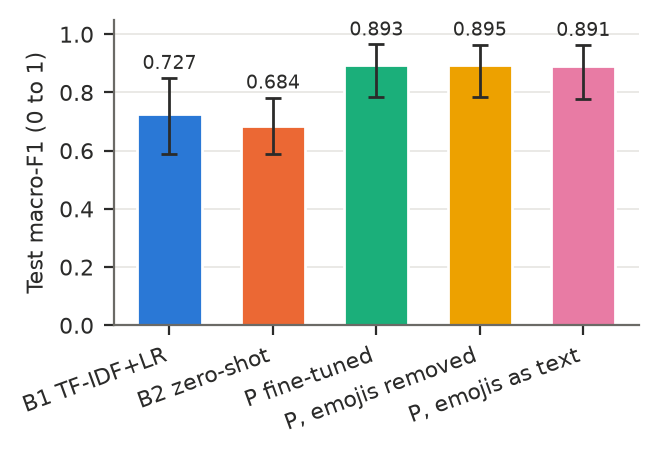 Test macro-F1 (0 to 1)
1.0
0.8
0.6
0.4
0.2
0.0
0.727
0.684
0.893
0.895
0.891
B1 TF-IDF+LR
B2 zero-shot
P fine-tuned
P, emojis removed
P, emojis as text